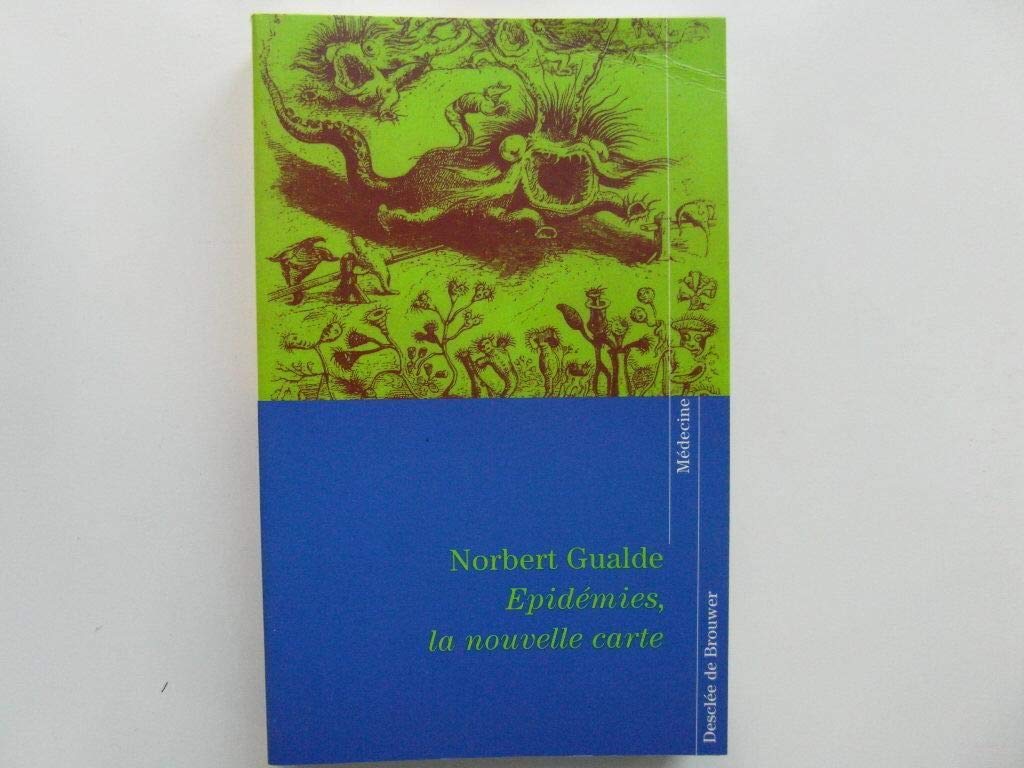 Médecine
Norbert Gualde
Epidémies,
la nouvelle carte
Desclée de Brouwer